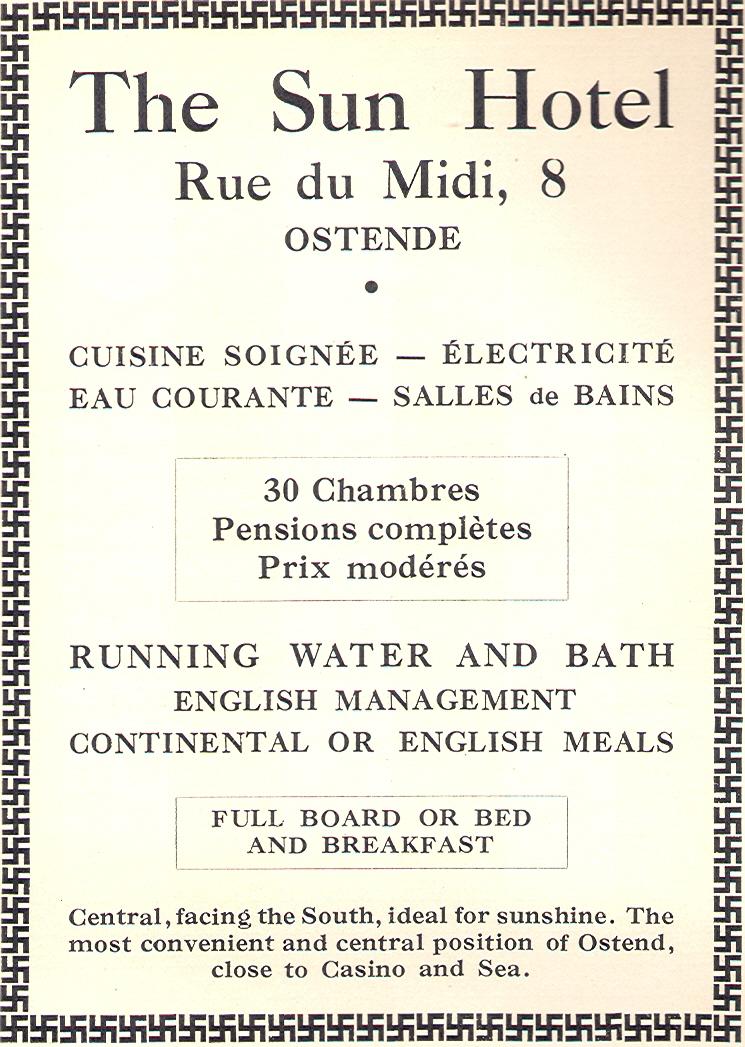 The Sun Hotel
Rue du Midi, 8
OSTENDE
CUISINE SOIGNÉE — ÉLECTRICITÉ
EAU COURANTE — SALLES de BAINS
30 Chambres
Pensions complètes
Prix modérés
RUNNING WATER AND BATH
ENGLISH MANAGEMENT
CONTINENTAL OR ENGLISH MEALS
FULL BOARD OR BED
AND BREAKFAST
Central, facing the South, ideal for sunshine. The
most convenient and central position of Ostend,
close to Casino and Sea.